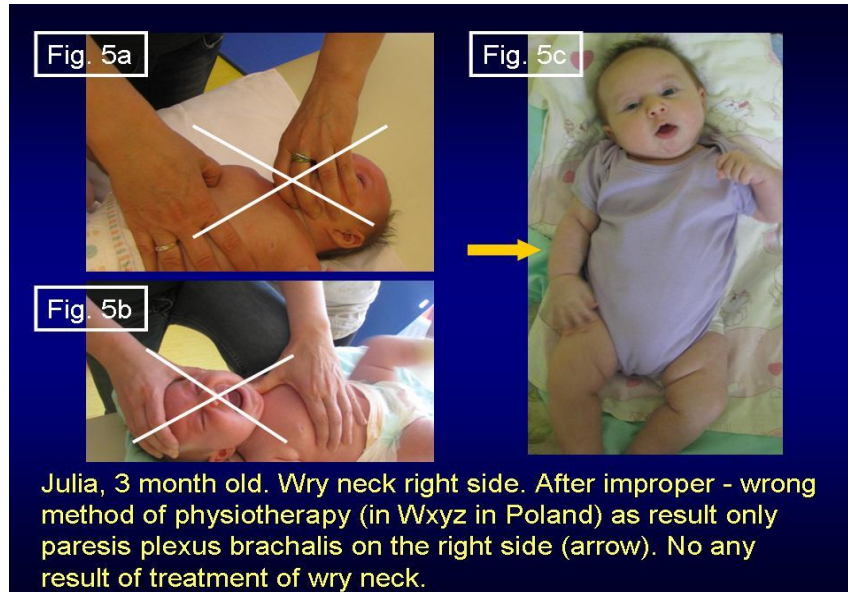 Fig. 5a
Fig. 5c
Fig. 5b
Julia, 3 month old. Wry neck right side. After improper - wrong
method of physiotherapy (in Wxyz in Poland) as result only
paresis plexus brachalis on the right side (arrow). No any
result of treatment of wry neck.